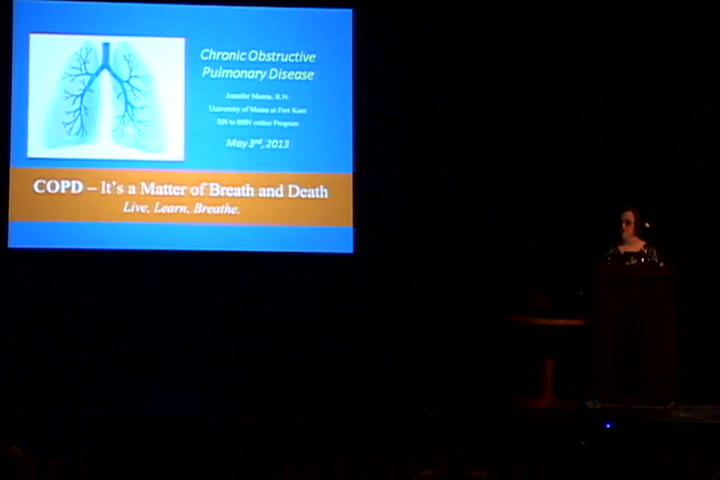 Chronic Obstructive
Pulmonary Disease
Jennifer Morris, R.N.
University of Maine at Fort Kent
RN to BSN online Program
May 3rd, 2013
COPD – It's a Matter of Breath and Death
Live, Learn, Breathe.